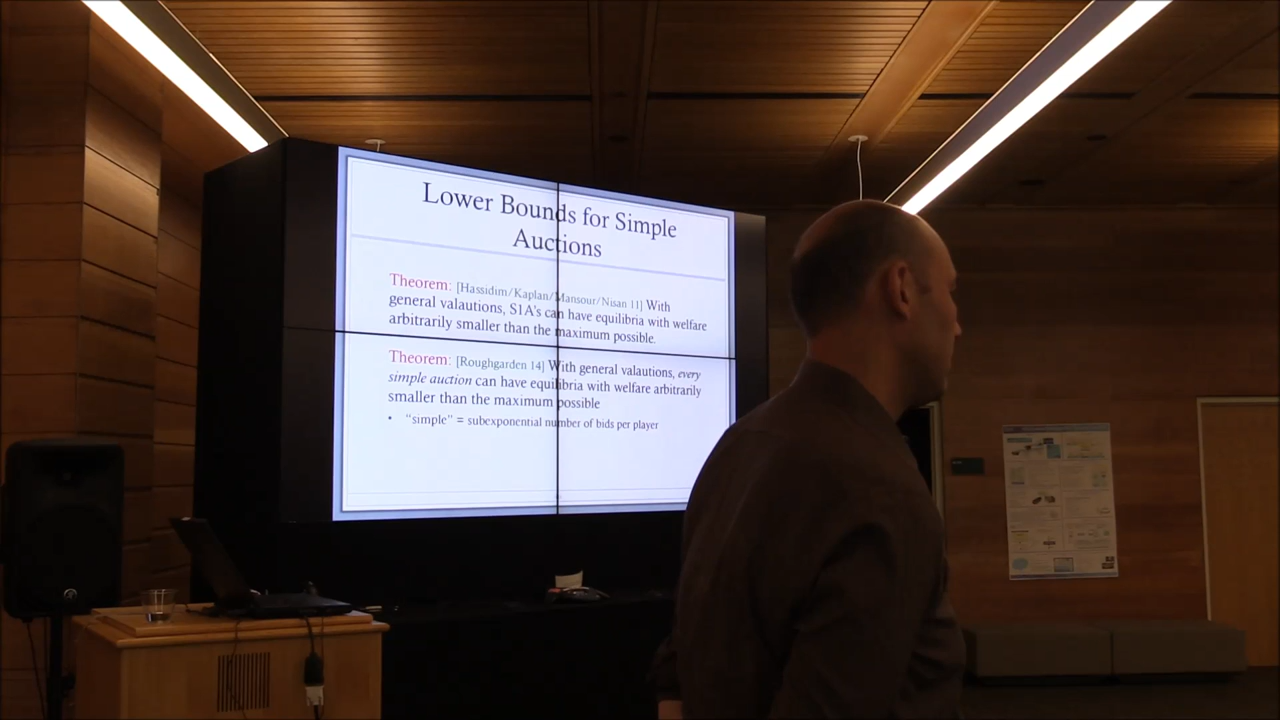 Lower Bounds for Simple
Auctions
Theorem: [Hassidim/Kaplan/Mansour/Nisan 11] With
general valautions, S1A's can have equilibria with welfare
arbitrarily smaller than the maximum possible.
Theorem: [Roughgarden 14] With general valautions, every
simple auction can have equilibria with welfare arbitrarily
smaller than the maximum possible
• "simple" = subexponential number of bids per player